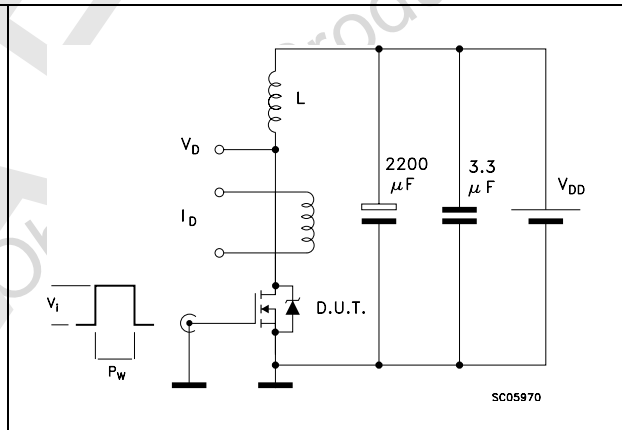 L
V_D
2200
μF
3.3
μF
V_DD
I_D
V_i
D.U.T.
P_W
SC05970